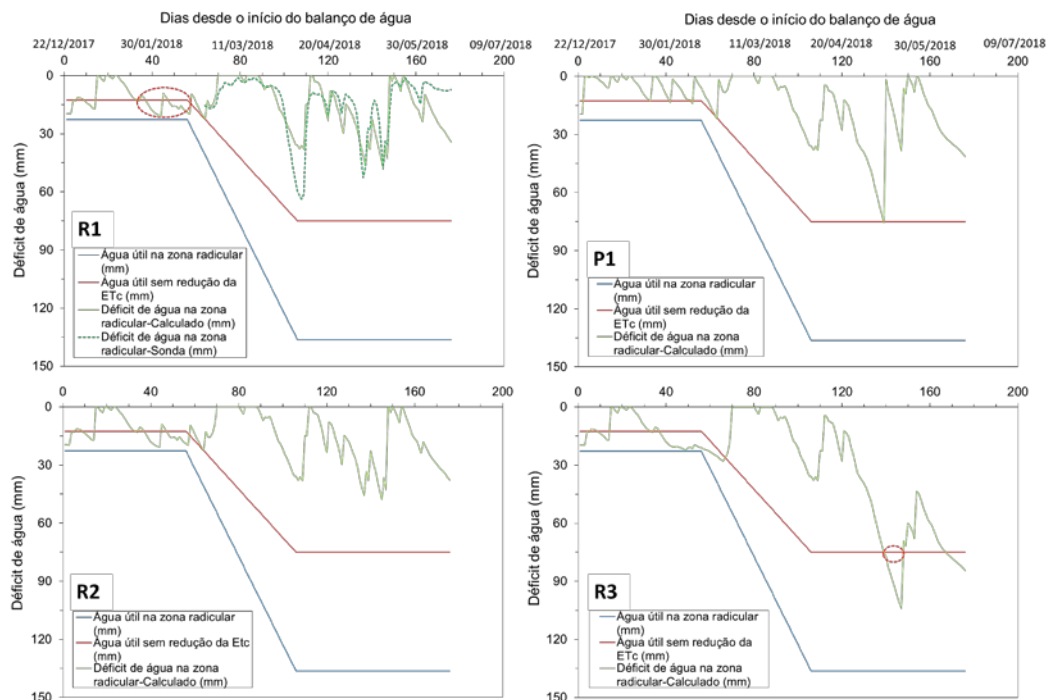 Dias desde o início do balanço de água
22/12/2017 30/01/2018 11/03/2018 20/04/2018 30/05/2018 09/07/2018
0 40 80 120 160 200
0
30
60
90
120
150
Déficit de água (mm)
R1
Água útil na zona radicular
(mm)
Água útil sem redução da
ETc (mm)
Déficit de água na zona
radicular-Calculado (mm)
Déficit de água na zona
radicular-Sonda (mm)
Dias desde o início do balanço de água
22/12/2017 30/01/2018 11/03/2018 20/04/2018 30/05/2018 09/07/2018
0 40 80 120 160 200
0
30
60
90
120
150
Déficit de água (mm)
P1
Água útil na zona radicular
(mm)
Água útil sem redução da
ETc (mm)
Déficit de água na zona
radicular-Calculado (mm)
0 40 80 120 160 200
0
30
60
90
120
150
Déficit de água (mm)
R2
Água útil na zona radicular
(mm)
Água útil sem redução da Etc
(mm)
Déficit de água na zona
radicular-Calculado (mm)
0 40 80 120 160 200
0
30
60
90
120
150
Déficit de água (mm)
R3
Água útil na zona radicular
(mm)
Água útil sem redução da
ETc (mm)
Déficit de água na zona
radicular-Calculado (mm)